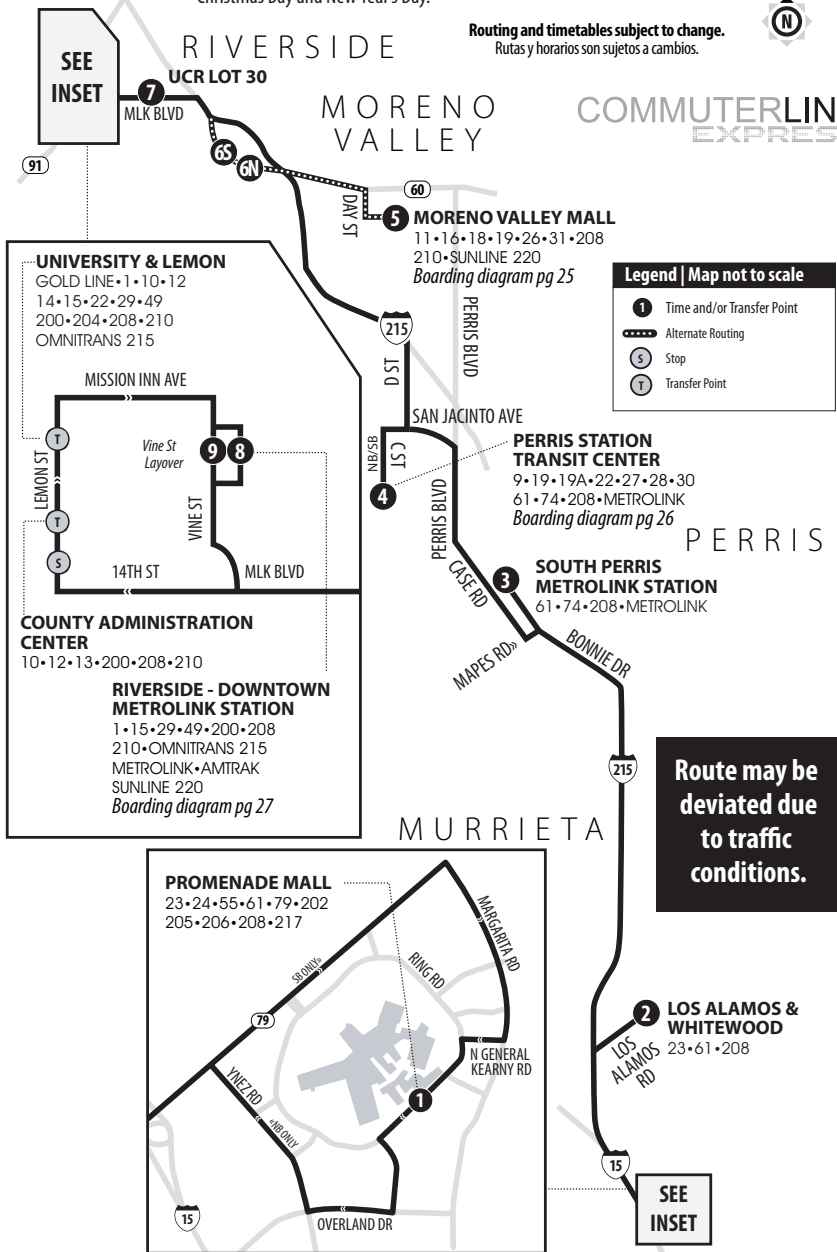 Christmas Day and New Year's Day.
Routing and timetables subject to change.
Rutas y horarios son sujetos a cambios.
N
COMMUTERLIN
EXPRES
RIVERSIDE
SEE
INSET
7
UCR LOT 30
MLK BLVD
MORENO
VALLEY
91
6S
6N
60
DAY ST
5
MORENO VALLEY MALL
11•16•18•19•26•31•208
210•SUNLINE 220
Boarding diagram pg 25
Legend | Map not to scale
1 Time and/or Transfer Point
Alternate Routing
S Stop
T Transfer Point
UNIVERSITY & LEMON
GOLD LINE•1•10•12
14•15•22•29•49
200•204•208•210
OMNITRANS 215
MISSION INN AVE
»
T
Vine St
Layover
9
8
LEMON ST
»
VINE ST
T
S
14TH ST
MLK BLVD
«
COUNTY ADMINISTRATION
CENTER
10•12•13•200•208•210
RIVERSIDE - DOWNTOWN
METROLINK STATION
1•15•29•49•200•208
210•OMNITRANS 215
METROLINK•AMTRAK
SUNLINE 220
Boarding diagram pg 27
215
D ST
PERRIS BLVD
SAN JACINTO AVE
NB/SB
C ST
4
PERRIS STATION
TRANSIT CENTER
9•19•19A•22•27•28•30
61•74•208•METROLINK
Boarding diagram pg 26
PERRIS BLVD
PERRIS
CASE RD
3
SOUTH PERRIS
METROLINK STATION
61•74•208•METROLINK
MAPES RD»
BONNIE DR
215
Route may be
deviated due
to traffic
conditions.
MURRIETA
PROMENADE MALL
23•24•55•61•79•202
205•206•208•217
SB ONLY»
79
RING RD
MARGARITA RD
»
N GENERAL
KEARNY RD
«
1
«
YNEZ RD
«NB ONLY
«
OVERLAND DR
15
2
LOS ALAMOS &
WHITEWOOD
23•61•208
LOS
ALAMOS
RD
15
SEE
INSET